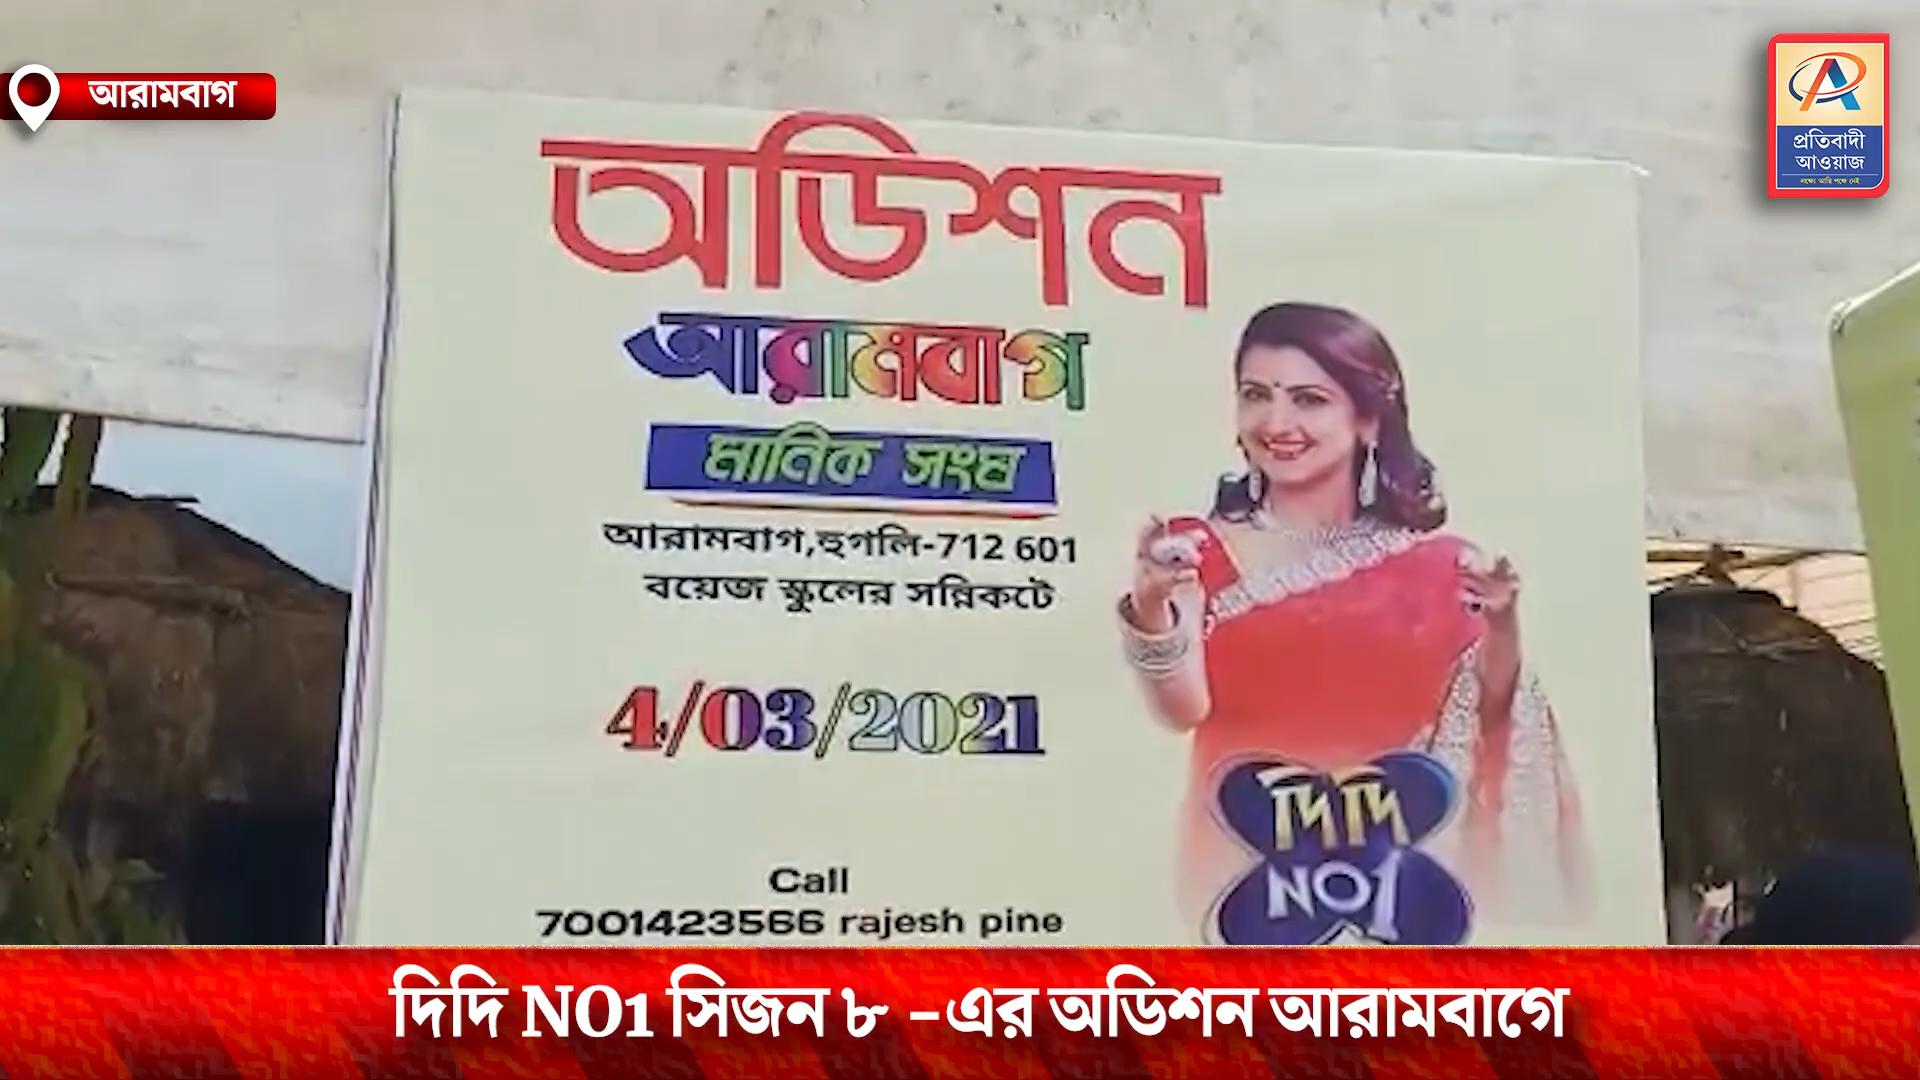 আরামবাগ
প্রতিবাদী
আওয়াজ
অডিশন
আরামবাগ
মানিক সংঘ
আরামবাগ,হুগলি-712 601
বয়েজ স্কুলের সন্নিকটে
4/03/2021
দিদি
NO1
Call
7001423566 rajesh pine
দিদি NO1 সিজন ৮ -এর অডিশন আরামবাগে